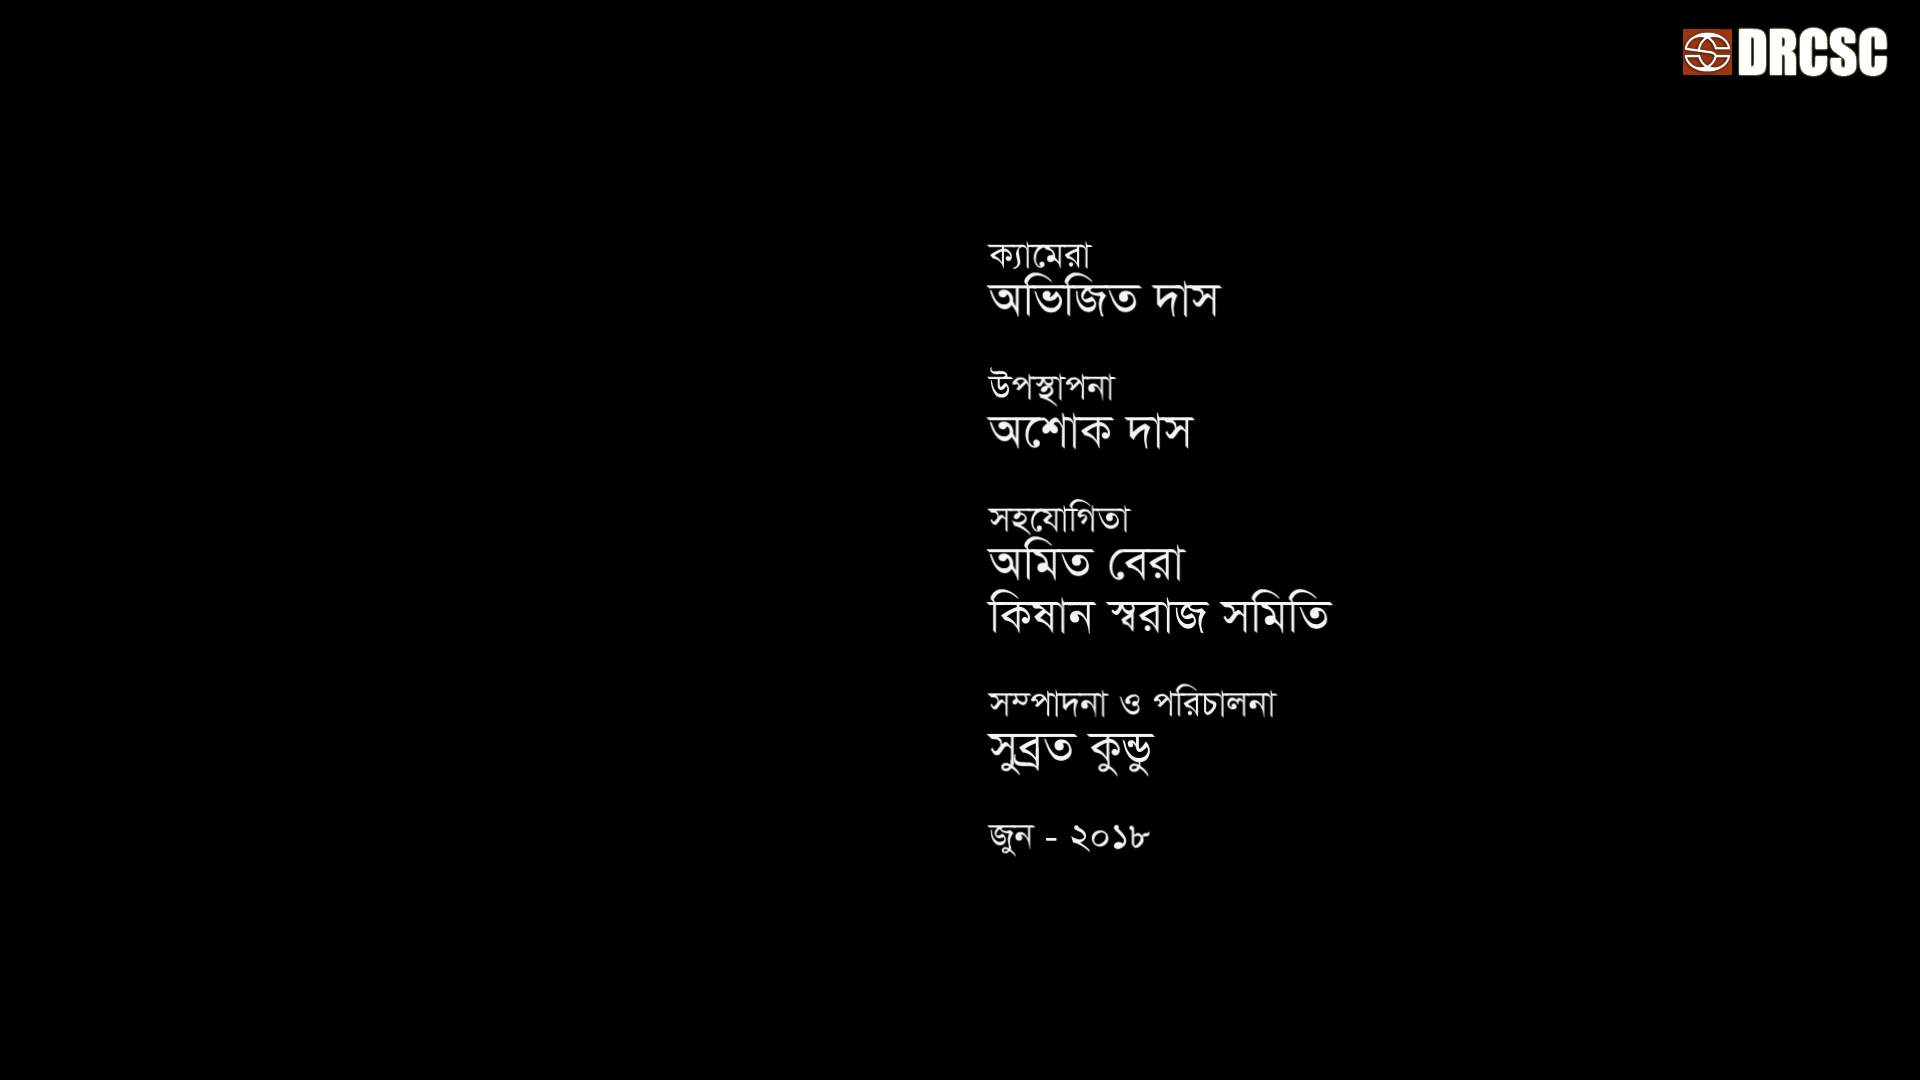 DRCSC
ক্যামেরা
অভিজিত দাস
উপস্থাপনা
অশোক দাস
সহযোগিতা
অমিত বেরা
কিষান স্বরাজ সমিতি
সম্পাদনা ও পরিচালনা
সুব্রত কুন্ডু
জুন - ২০১৮